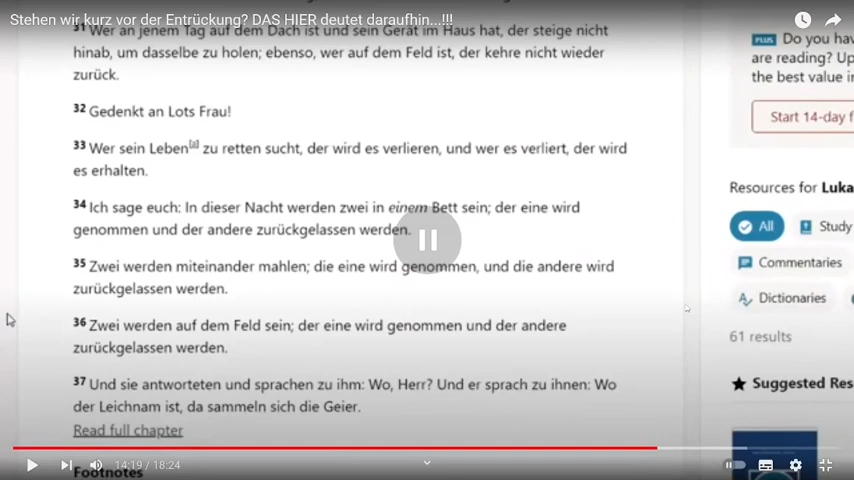 Stehen wir kurz vor der Entrückung? DAS HIER deutet daraufhin...!!!
31 Wer an jenem Tag auf dem Dach ist und sein Gerät im Haus hat, der steige nicht
hinab, um dasselbe zu holen; ebenso, wer auf dem Feld ist, der kehre nicht wieder
zurück.
32 Gedenkt an Lots Frau!
33 Wer sein Leben[a] zu retten sucht, der wird es verlieren, und wer es verliert, der wird
es erhalten.
34 Ich sage euch: In dieser Nacht werden zwei in einem Bett sein; der eine wird
genommen und der andere zurückgelassen werden.
35 Zwei werden miteinander mahlen; die eine wird genommen, und die andere wird
zurückgelassen werden.
36 Zwei werden auf dem Feld sein; der eine wird genommen und der andere
zurückgelassen werden.
37 Und sie antworteten und sprachen zu ihm: Wo, Herr? Und er sprach zu ihnen: Wo
der Leichnam ist, da sammeln sich die Geier.
Read full chapter
Footnotes
PLUS Do you hav
are reading? Up
the best value in
Start 14-day f
Resources for Luka
All Study
Commentaries
Dictionaries
61 results
Suggested Res
14:19 / 18:24